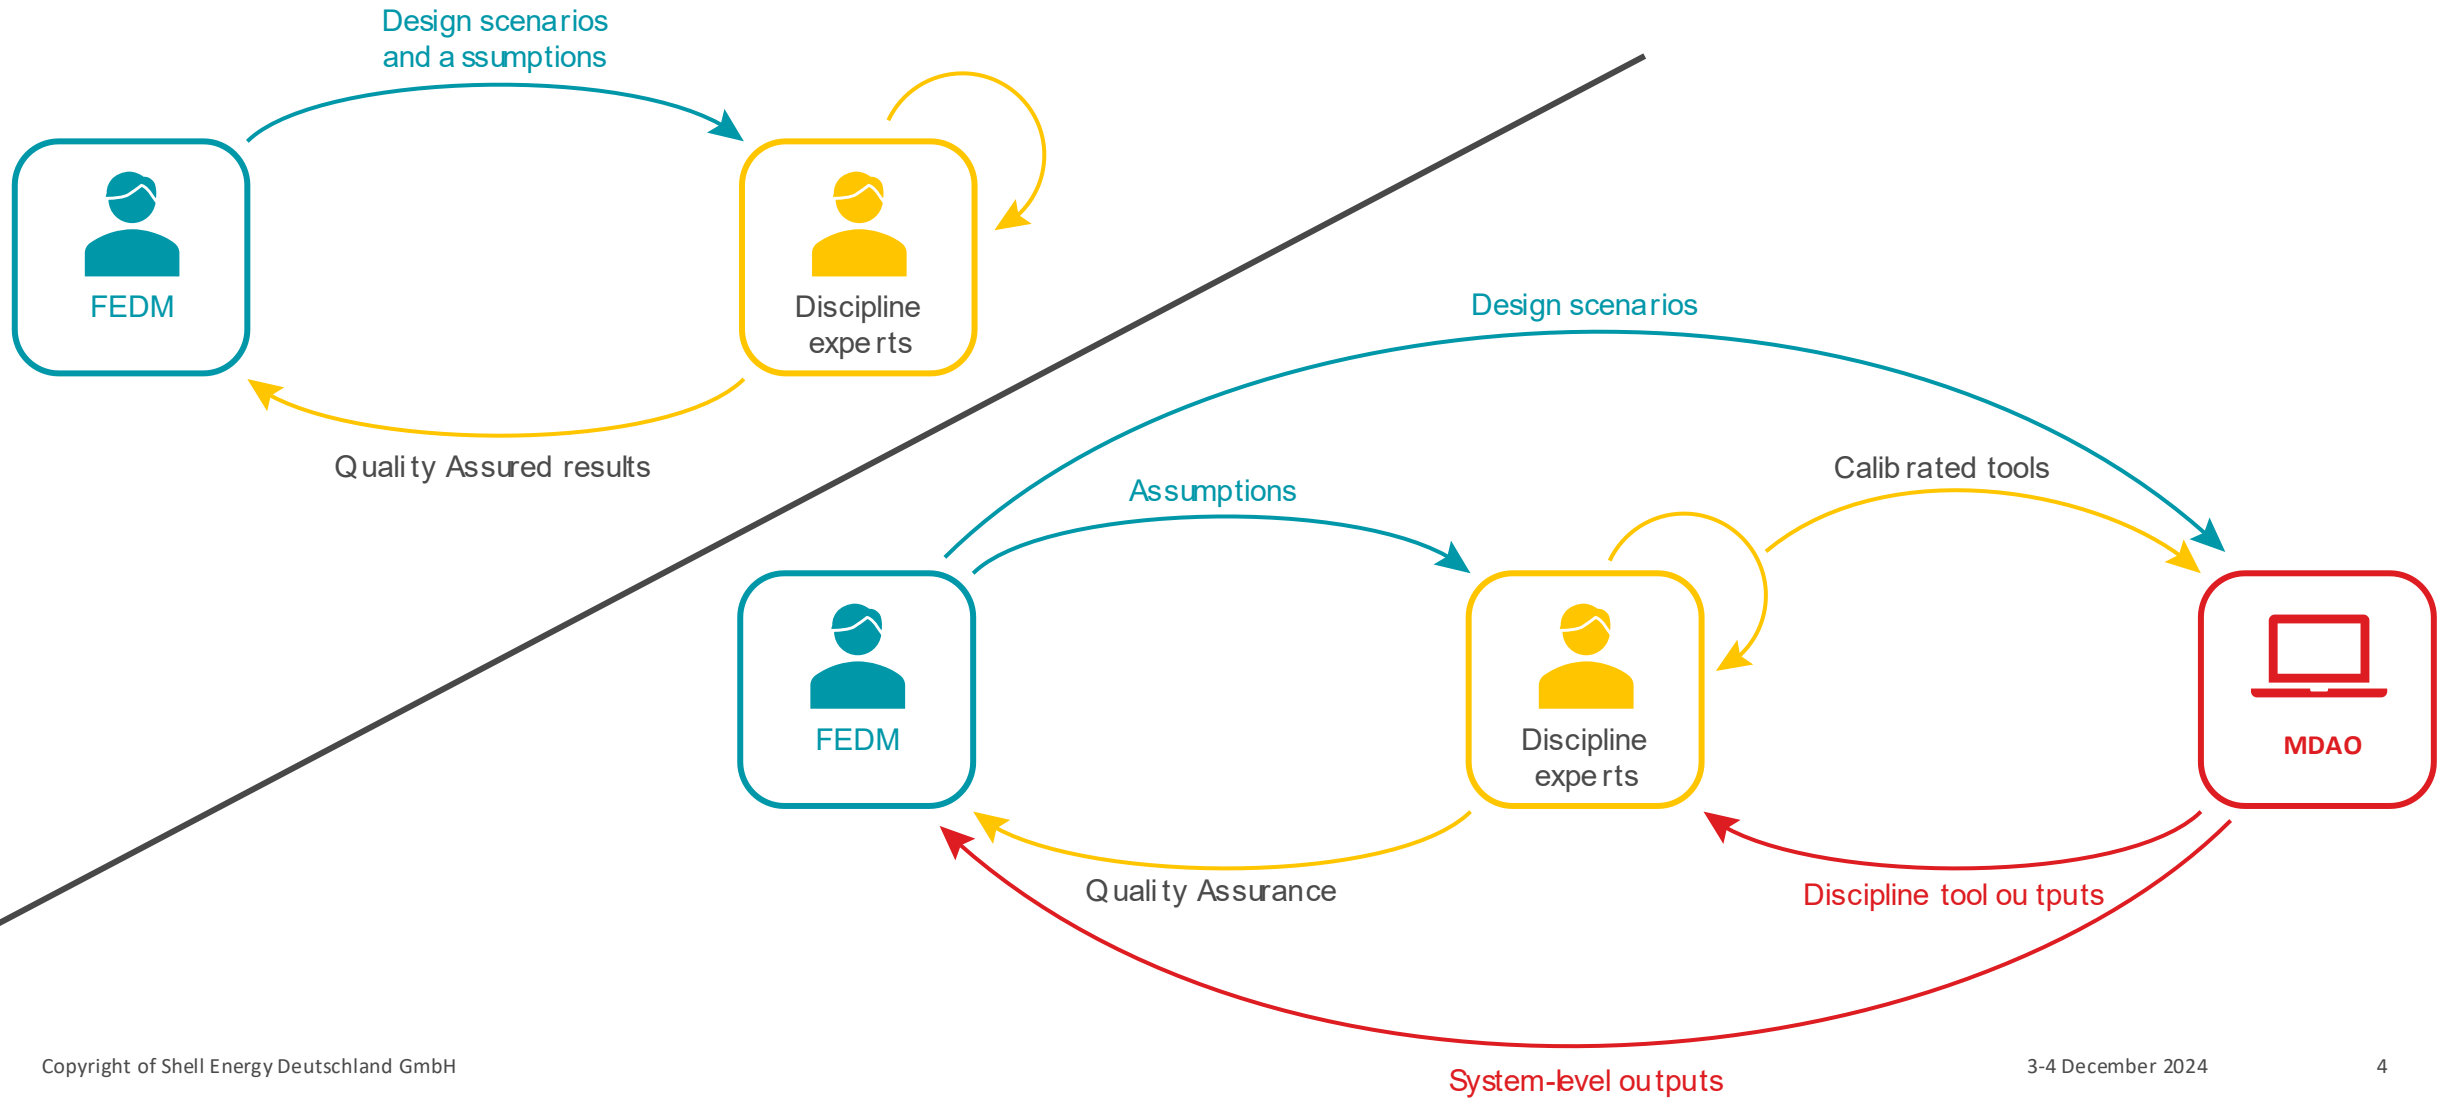 Design scenarios
and assumptions
FEDM
Discipline
experts
Quality Assured results
Design scenarios
Calibrated tools
Assumptions
FEDM
Discipline
experts
MDAO
Quality Assurance
Discipline tool outputs
System-level outputs
Copyright of Shell Energy Deutschland GmbH
3-4 December 2024
4